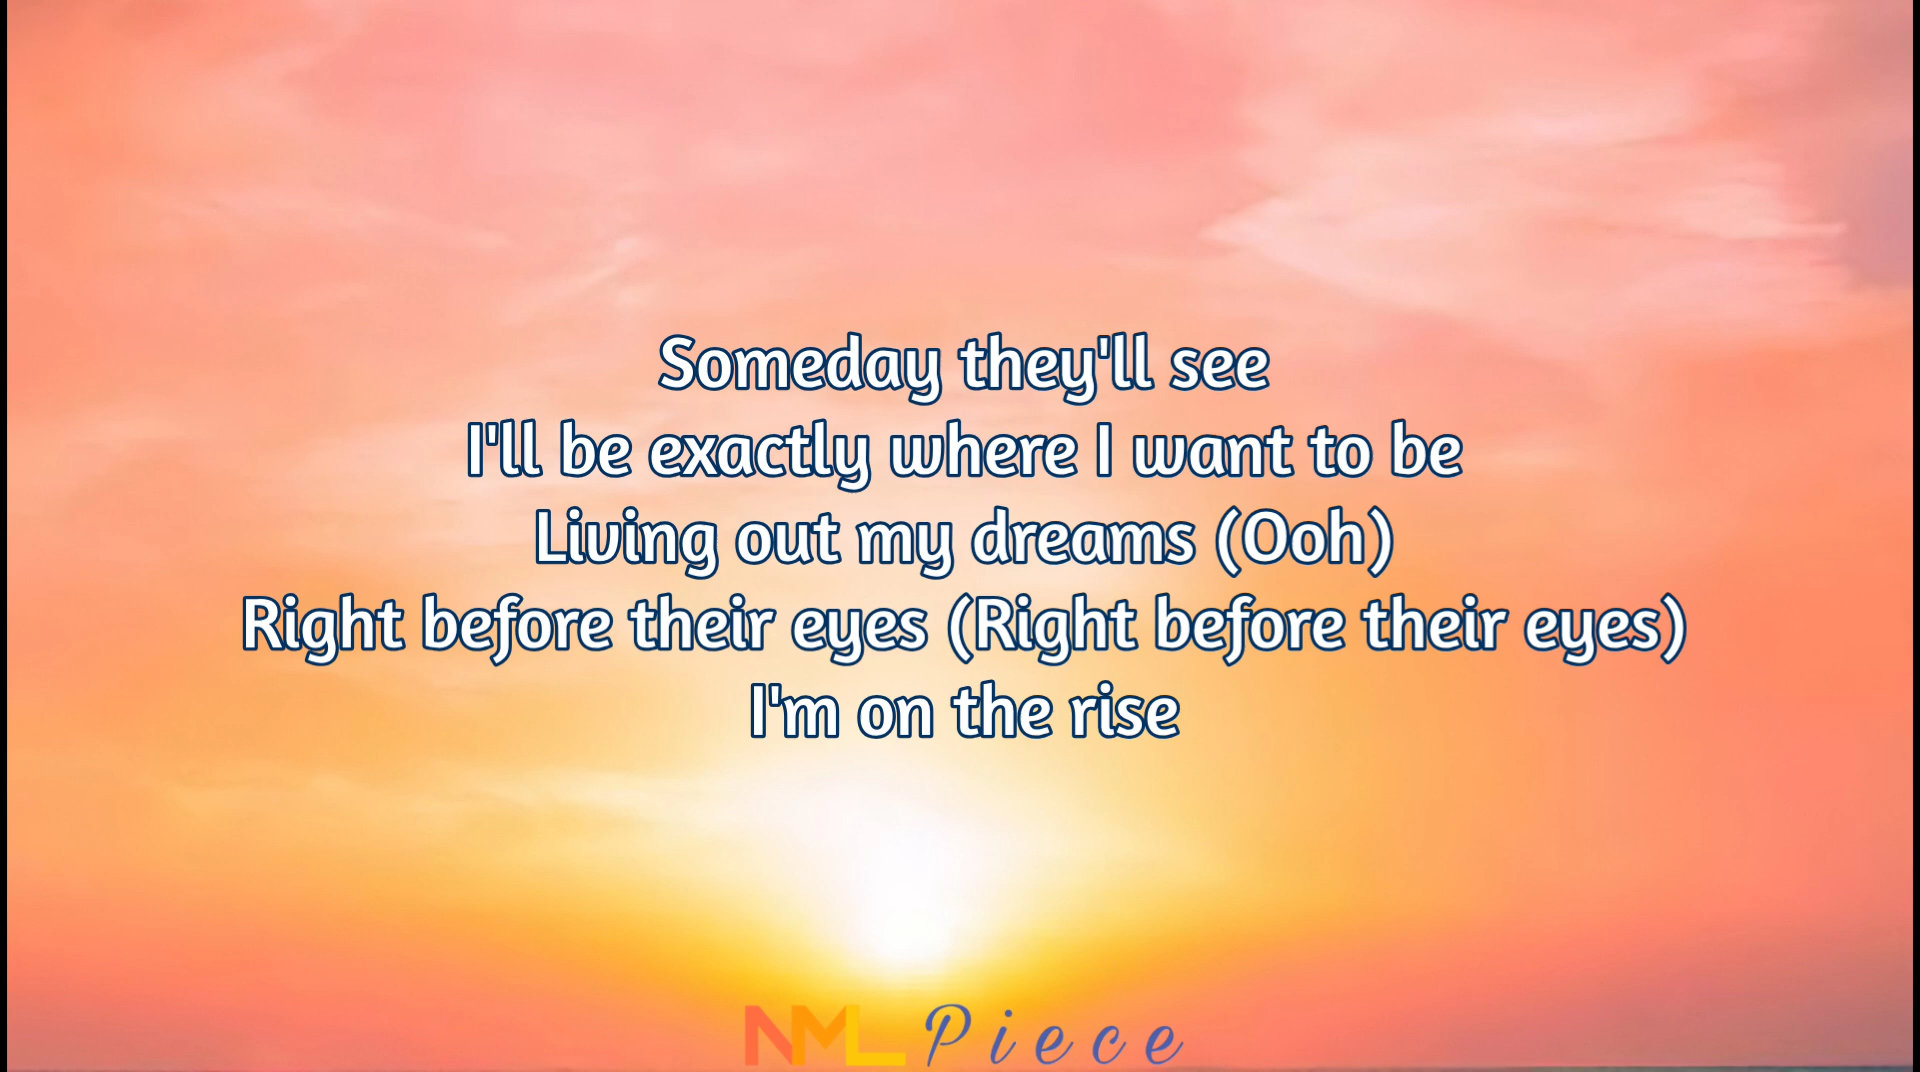 Someday they'll see
I'll be exactly where I want to be
Living out my dreams (Ooh)
Right before their eyes (Right before their eyes)
I'm on the rise
NML Piece